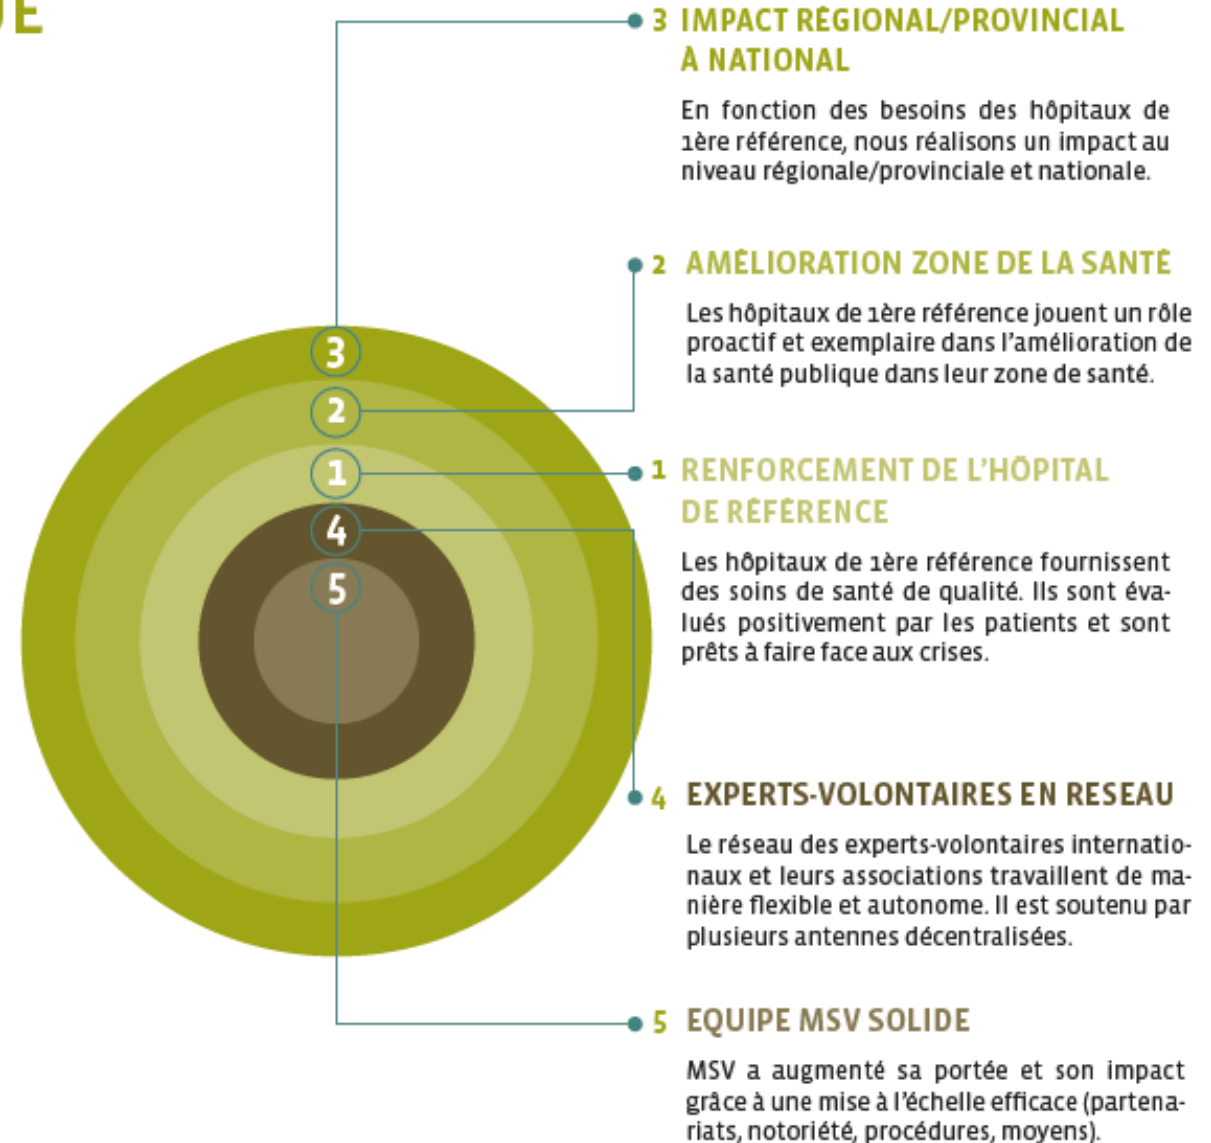 3 IMPACT RÉGIONAL/PROVINCIAL
À NATIONAL
En fonction des besoins des hôpitaux de
1ère référence, nous réalisons un impact au
niveau régionale/provinciale et nationale.
2 AMÉLIORATION ZONE DE LA SANTÉ
Les hôpitaux de 1ère référence jouent un rôle
proactif et exemplaire dans l'amélioration de
la santé publique dans leur zone de santé.
1 RENFORCEMENT DE L'HÔPITAL
DE RÉFÉRENCE
Les hôpitaux de 1ère référence fournissent
des soins de santé de qualité. Ils sont éva-
lués positivement par les patients et sont
prêts à faire face aux crises.
4 EXPERTS-VOLONTAIRES EN RESEAU
Le réseau des experts-volontaires internatio-
naux et leurs associations travaillent de ma-
nière flexible et autonome. Il est soutenu par
plusieurs antennes décentralisées.
5 EQUIPE MSV SOLIDE
MSV a augmenté sa portée et son impact
grâce à une mise à l'échelle efficace (partena-
riats, notoriété, procédures, moyens).
3
2
1
4
5